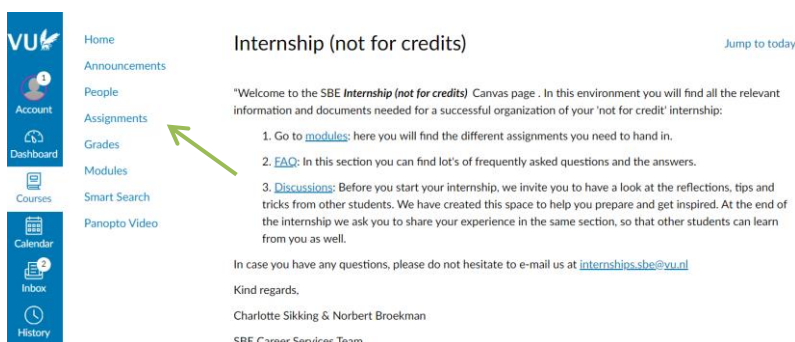 VU
1
Account
Dashboard
Courses
Calendar
2
Inbox
History
Home
Announcements
People
Assignments
Grades
Modules
Smart Search
Panopto Video
Internship (not for credits)
Jump to today
"Welcome to the SBE Internship (not for credits) Canvas page . In this environment you will find all the relevant
information and documents needed for a successful organization of your 'not for credit' internship:
1. Go to modules: here you will find the different assignments you need to hand in.
2. FAQ: In this section you can find lot's of frequently asked questions and the answers.
3. Discussions: Before you start your internship, we invite you to have a look at the reflections, tips and
tricks from other students. We have created this space to help you prepare and get inspired. At the end of
the internship we ask you to share your experience in the same section, so that other students can learn
from you as well.
In case you have any questions, please do not hesitate to e-mail us at internships.sbe@vu.nl
Kind regards,
Charlotte Sikking & Norbert Broekman
SBE Career Services Team